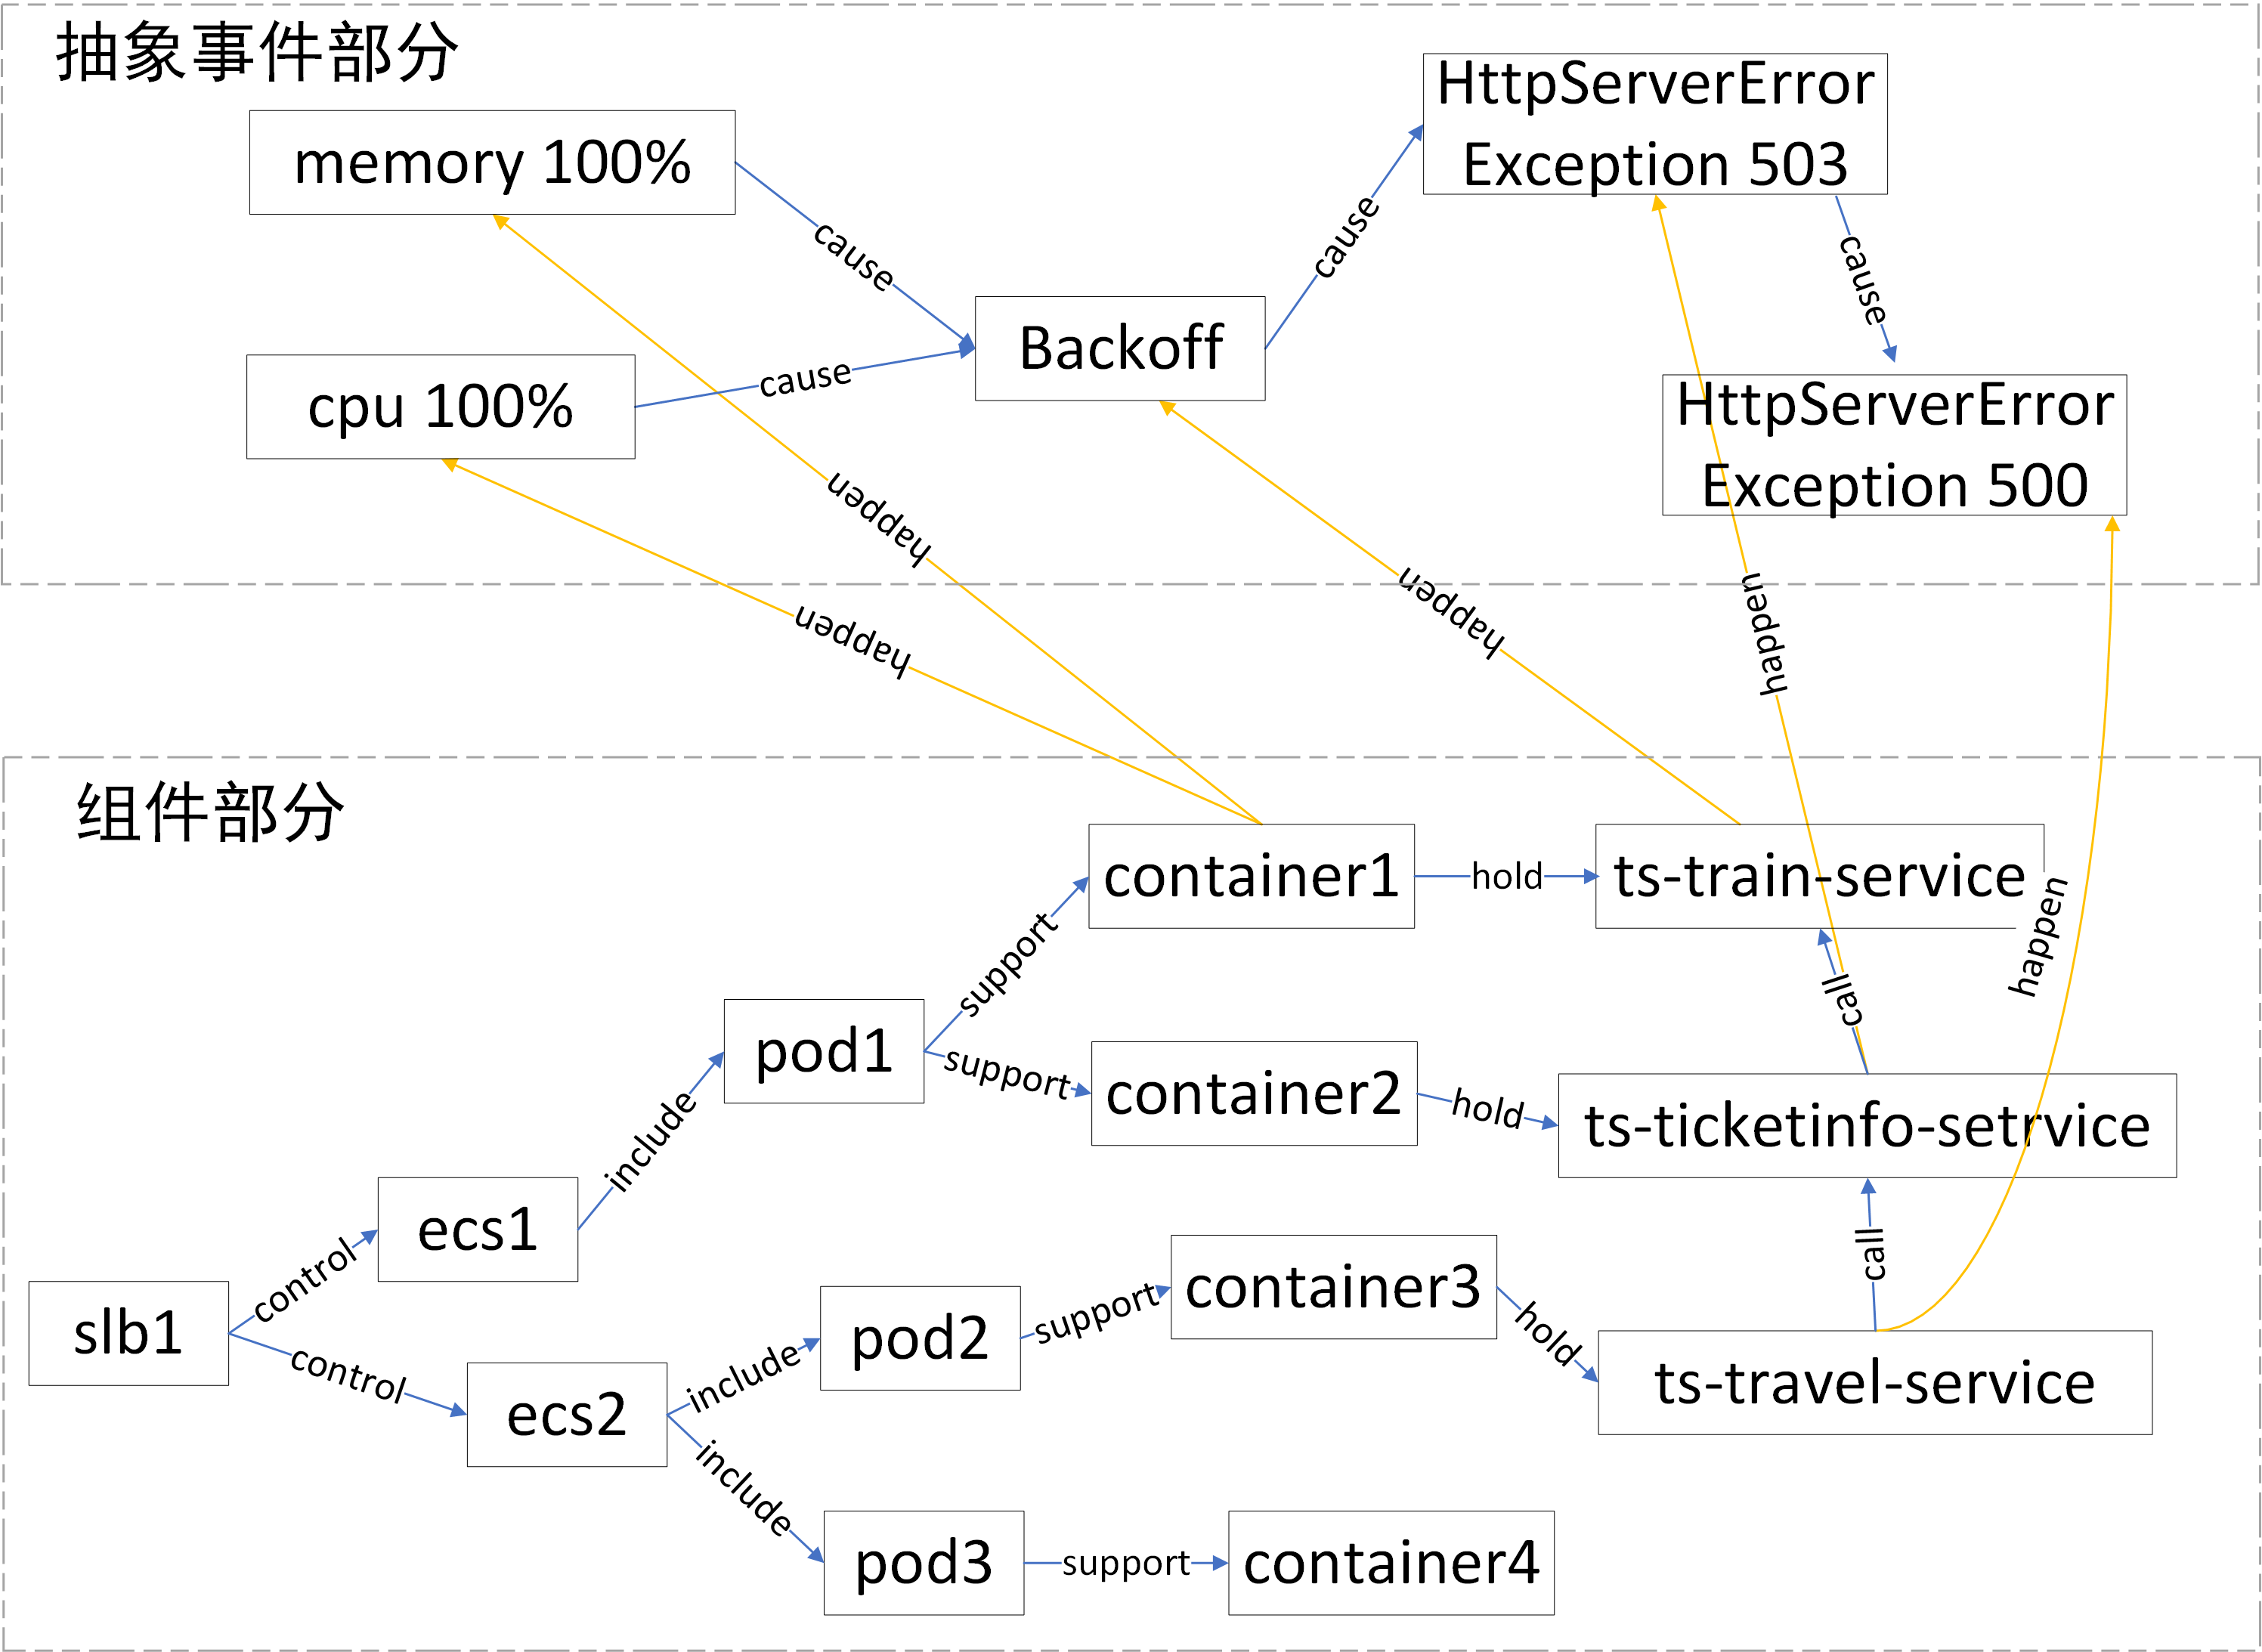 抽象事件部分
HttpServerError
Exception 503
memory 100%
cause
cause
cause
Backoff
cpu 100%
cause
HttpServerError
Exception 500
happen
happen
happen
happen
组件部分
container1
hold
ts-train-service
happen
support
call
pod1
support
container2
hold
ts-ticketinfo-setrvice
include
ecs1
control
call
container3
slb1
support
pod2
hold
control
include
ts-travel-service
ecs2
include
pod3
support
container4